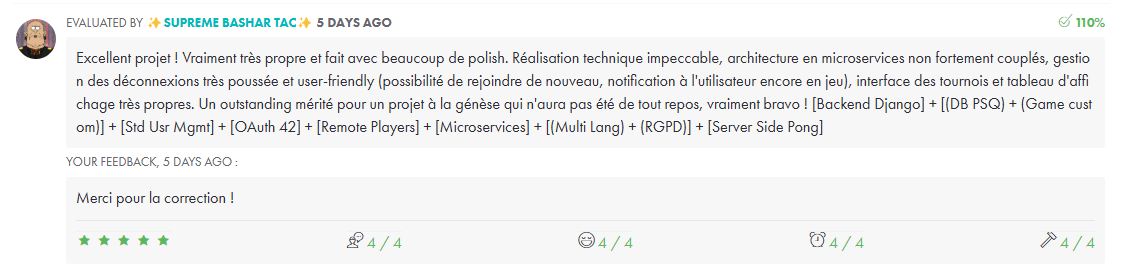 EVALUATED BY ✨SUPREME BASHAR TAC✨ 5 DAYS AGO 110%
Excellent projet ! Vraiment très propre et fait avec beaucoup de polish. Réalisation technique impeccable, architecture en microservices non fortement couplés, gestio
n des déconnexions très poussée et user-friendly (possibilité de rejoindre de nouveau, notification à l'utilisateur encore en jeu), interface des tournois et tableau d'affi
chage très propres. Un outstanding mérité pour un projet à la génèse qui n'aura pas été de tout repos, vraiment bravo ! [Backend Django] + [(DB PSQ) + (Game cust
om)] + [Std Usr Mgmt] + [OAuth 42] + [Remote Players] + [Microservices] + [(Multi Lang) + (RGPD)] + [Server Side Pong]
YOUR FEEDBACK, 5 DAYS AGO :
Merci pour la correction !
4 / 4 4 / 4 4 / 4 4 / 4